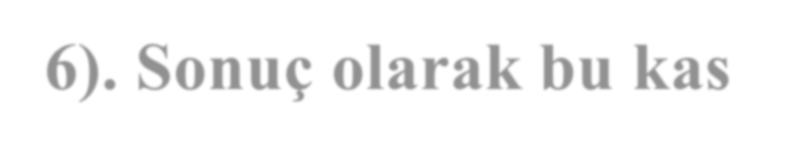 6). Sonuç olarak bu kas